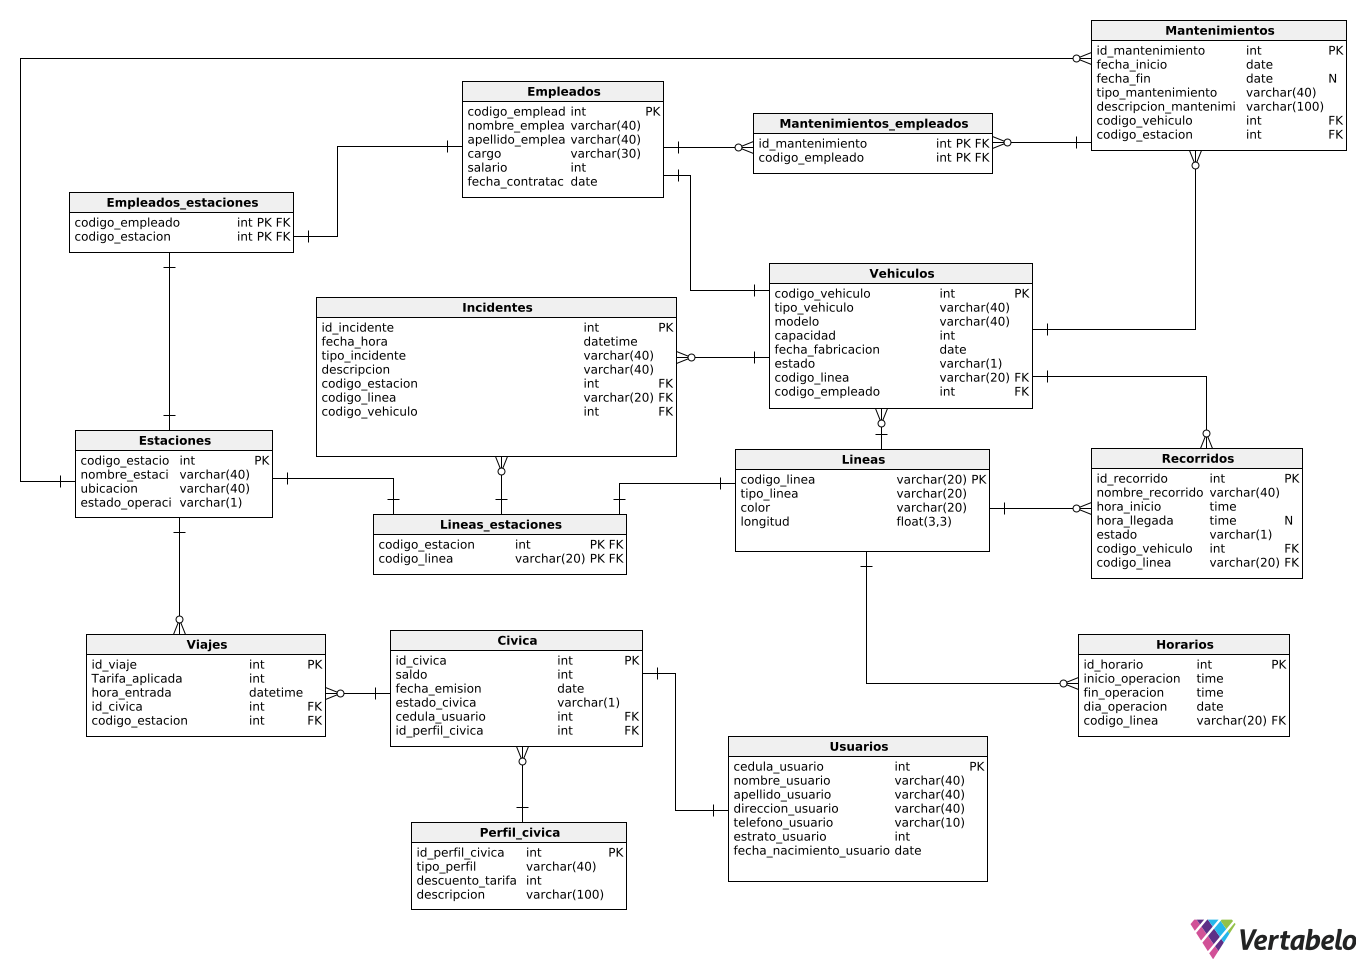 Mantenimientos
id_mantenimiento int PK
fecha_inicio date
fecha_fin date N
tipo_mantenimiento varchar(40)
descripcion_mantenimi varchar(100)
codigo_vehiculo int FK
codigo_estacion int FK
Empleados
codigo_emplead int PK
nombre_emplea varchar(40)
apellido_emplea varchar(40)
cargo varchar(30)
salario int
fecha_contratac date
Mantenimientos_empleados
id_mantenimiento int PK FK
codigo_empleado int PK FK
Empleados_estaciones
codigo_empleado int PK FK
codigo_estacion int PK FK
Vehiculos
codigo_vehiculo int PK
tipo_vehiculo varchar(40)
modelo varchar(40)
capacidad int
fecha_fabricacion date
estado varchar(1)
codigo_linea varchar(20) FK
codigo_empleado int FK
Incidentes
id_incidente int PK
fecha_hora datetime
tipo_incidente varchar(40)
descripcion varchar(40)
codigo_estacion int FK
codigo_linea varchar(20) FK
codigo_vehiculo int FK
Estaciones
codigo_estacio int PK
nombre_estaci varchar(40)
ubicacion varchar(40)
estado_operaci varchar(1)
Lineas
codigo_linea varchar(20) PK
tipo_linea varchar(20)
color varchar(20)
longitud float(3,3)
Recorridos
id_recorrido int PK
nombre_recorrido varchar(40)
hora_inicio time
hora_llegada time N
estado varchar(1)
codigo_vehiculo int FK
codigo_linea varchar(20) FK
Lineas_estaciones
codigo_estacion int PK FK
codigo_linea varchar(20) PK FK
Viajes
id_viaje int PK
Tarifa_aplicada int
hora_entrada datetime
id_civica int FK
codigo_estacion int FK
Civica
id_civica int PK
saldo int
fecha_emision date
estado_civica varchar(1)
cedula_usuario int FK
id_perfil_civica int FK
Horarios
id_horario int PK
inicio_operacion time
fin_operacion time
dia_operacion date
codigo_linea varchar(20) FK
Usuarios
cedula_usuario int PK
nombre_usuario varchar(40)
apellido_usuario varchar(40)
direccion_usuario varchar(40)
telefono_usuario varchar(10)
estrato_usuario int
fecha_nacimiento_usuario date
Perfil_civica
id_perfil_civica int PK
tipo_perfil varchar(40)
descuento_tarifa int
descripcion varchar(100)
Vertabelo